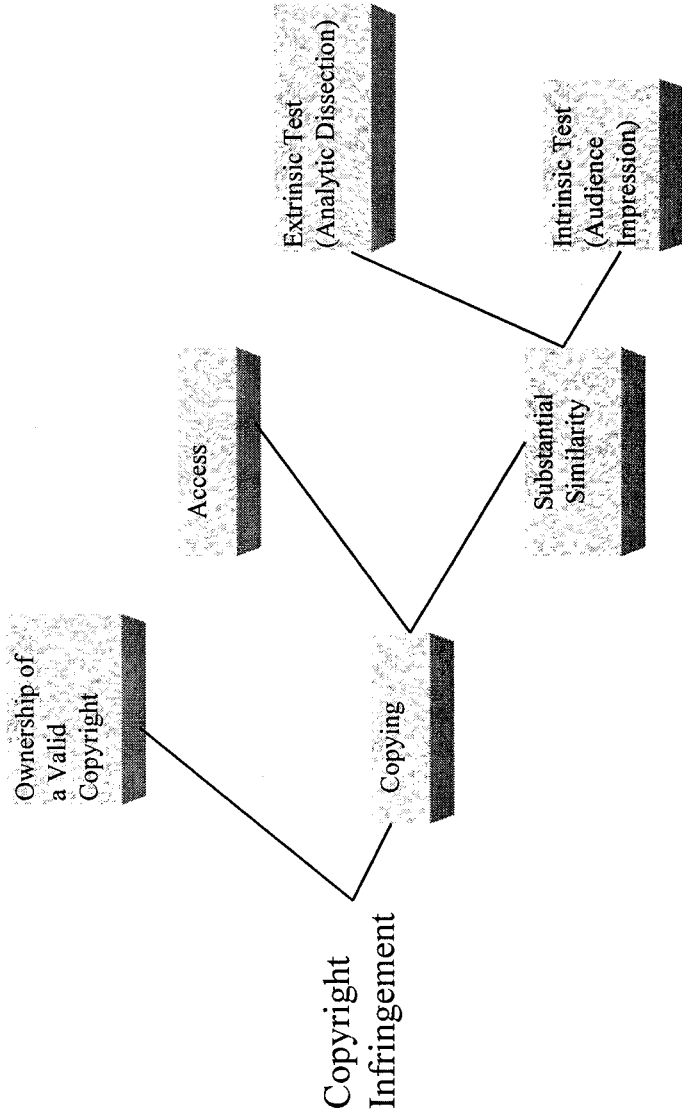 Copyright
Infringement
Ownership of
a Valid
Copyright
Copying
Access
Substantial
Similarity
Extrinsic Test
(Analytic Dissection)
Intrinsic Test
(Audience
Impression)